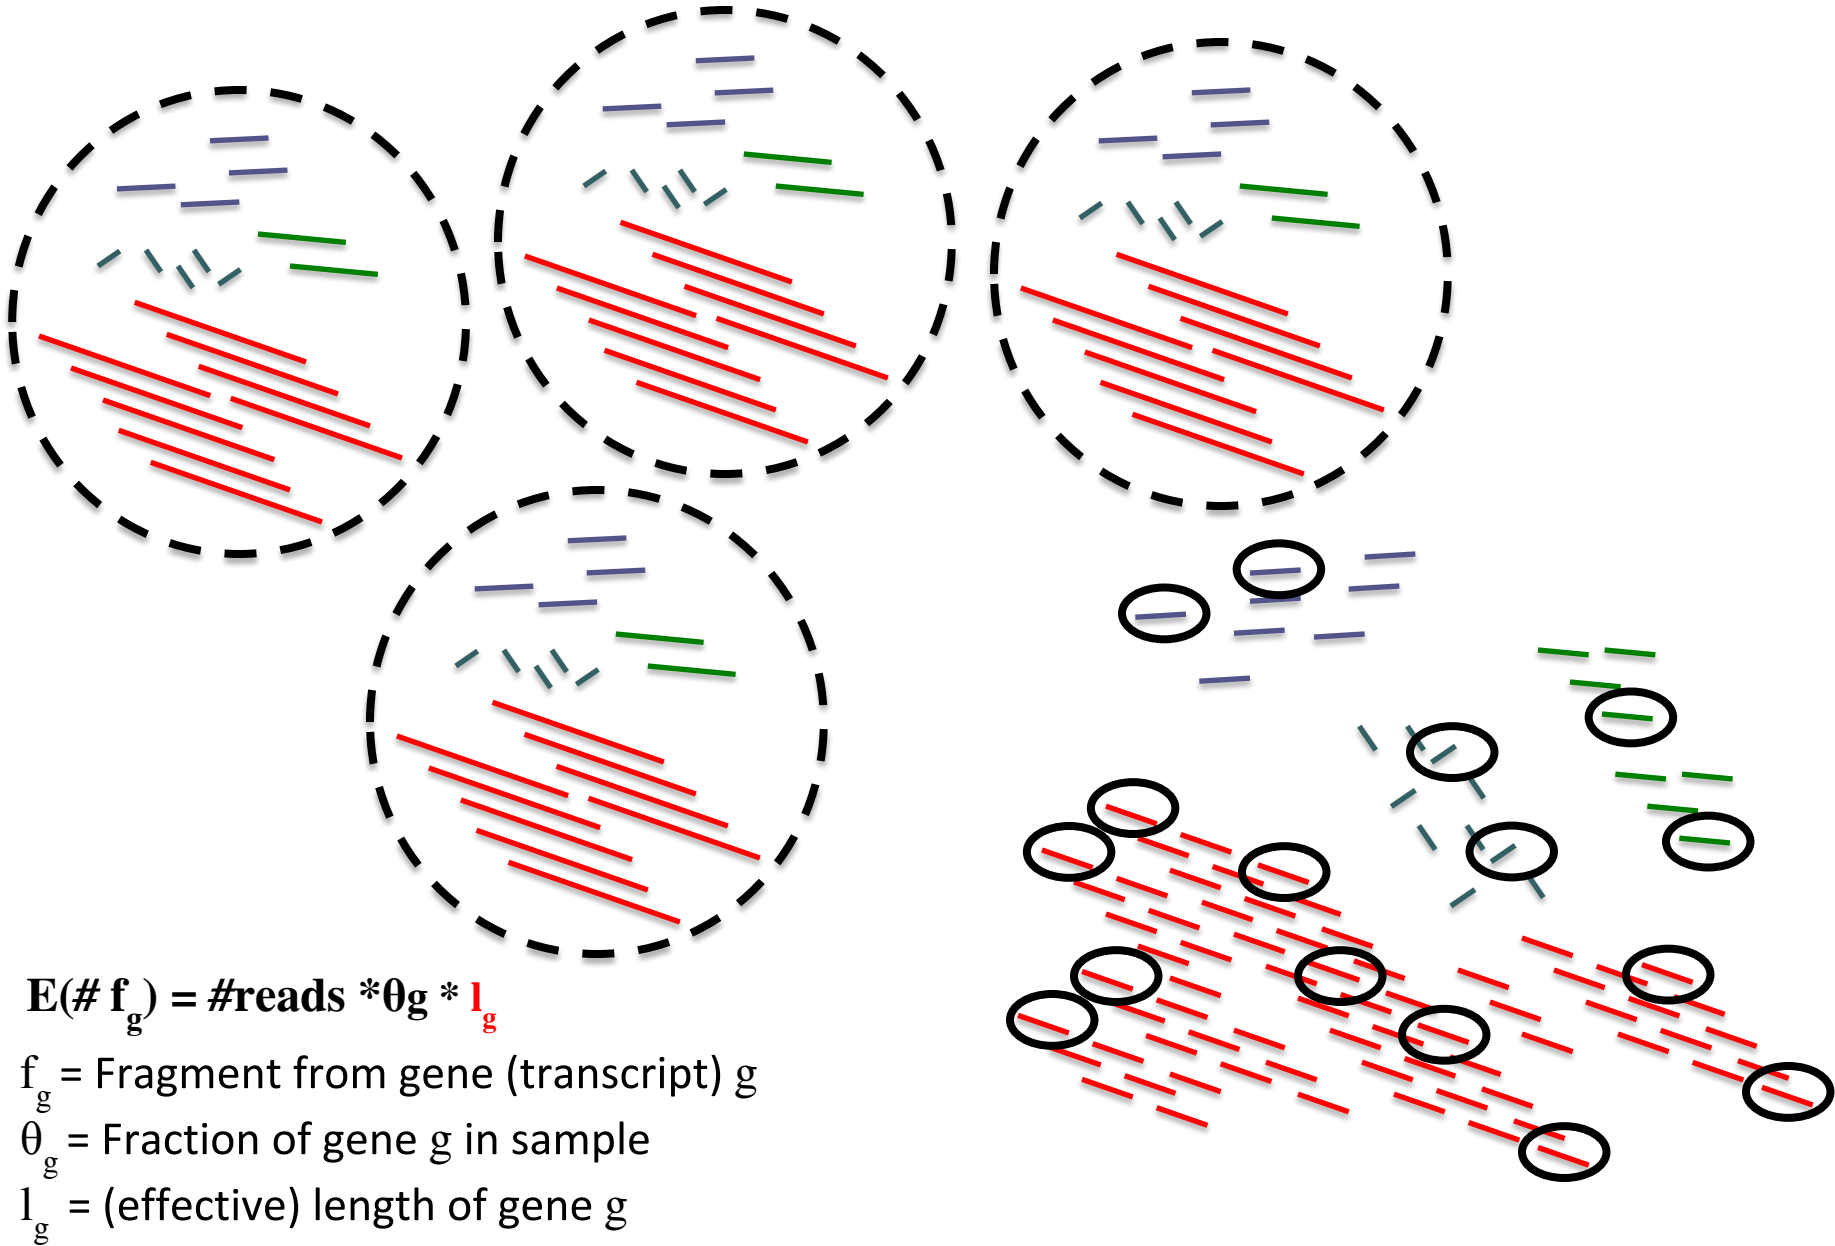 E(# fg) = #reads *θg * lg
fg = Fragment from gene (transcript) g
θg = Fraction of gene g in sample
lg = (effective) length of gene g